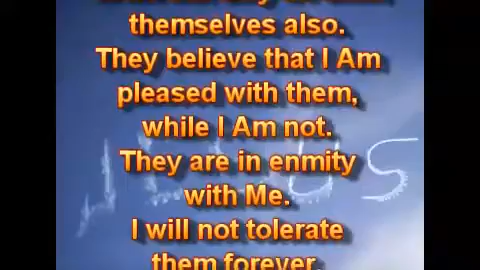 themselves also.
They believe that I Am
pleased with them,
while I Am not.
They are in enmity
with Me.
I will not tolerate
them forever.
JESUS